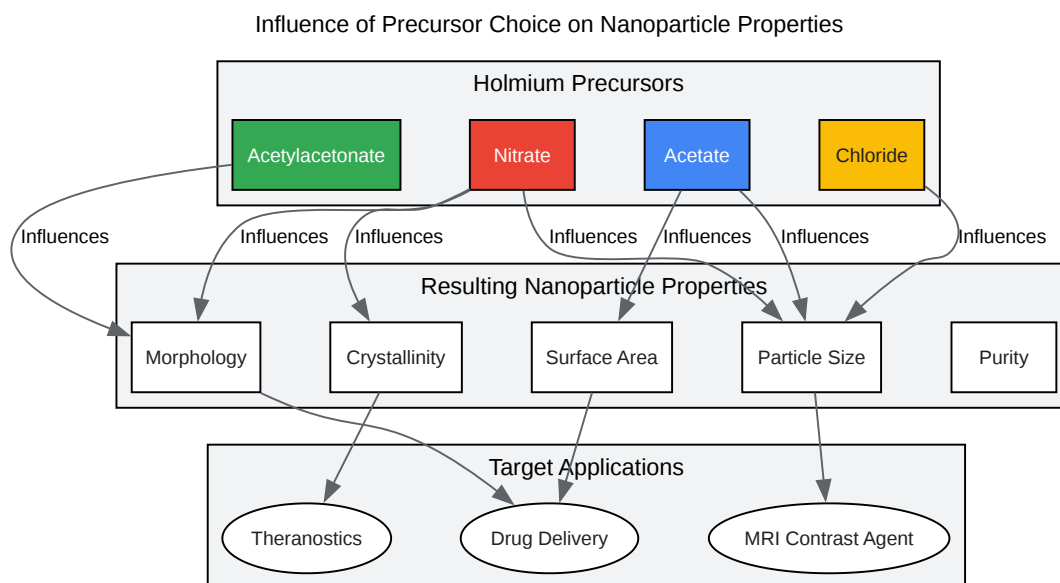 Influence of Precursor Choice on Nanoparticle Properties
Holmium Precursors
Acetylacetonate
Nitrate
Acetate
Chloride
Influences
Influences
Influences
Influences
Influences
Influences
Influences
Resulting Nanoparticle Properties
Morphology
Crystallinity
Surface Area
Particle Size
Purity
Target Applications
Theranostics
Drug Delivery
MRI Contrast Agent